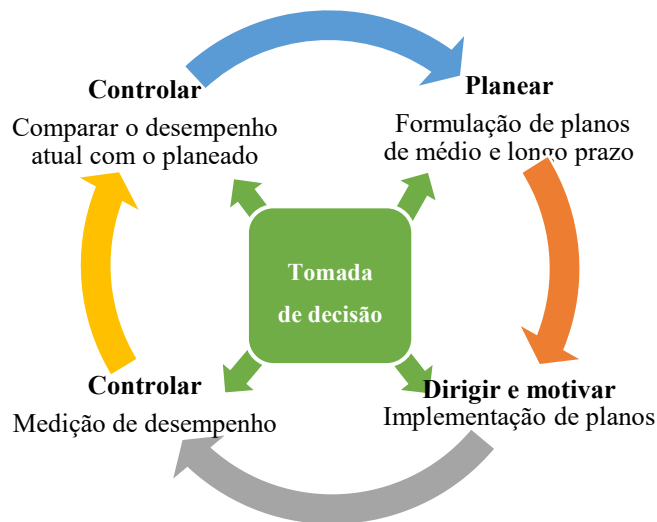 Controlar
Comparar o desempenho
atual com o planeado
Planear
Formulação de planos
de médio e longo prazo
Tomada
de decisão
Controlar
Medição de desempenho
Dirigir e motivar
Implementação de planos